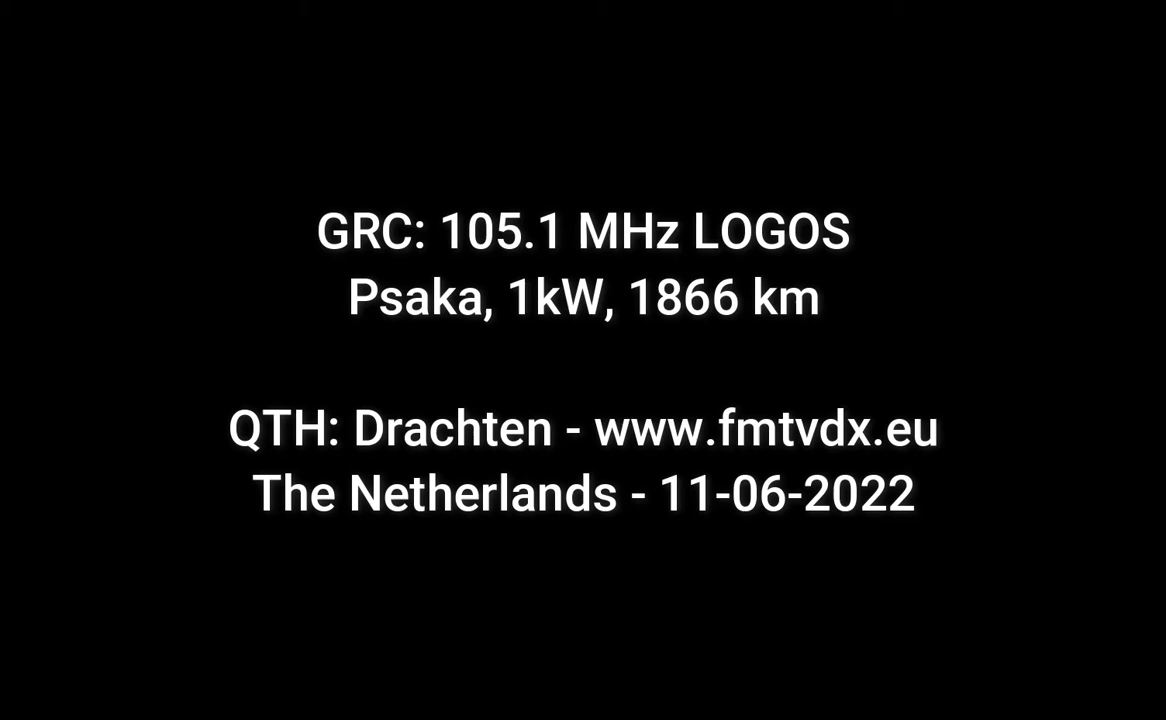 GRC: 105.1 MHz LOGOS
Psaka, 1kW, 1866 km
QTH: Drachten - www.fmtvdx.eu
The Netherlands - 11-06-2022